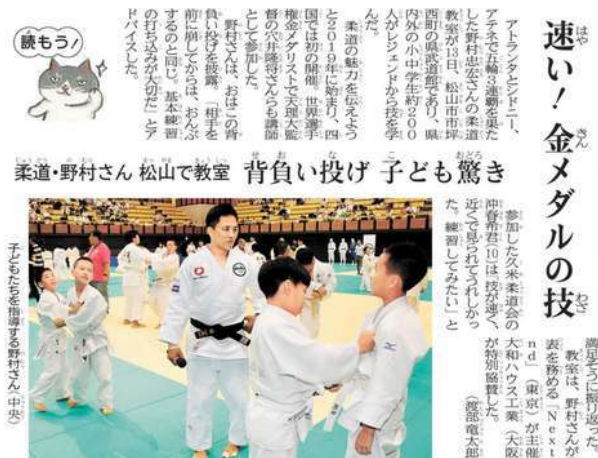 速い！金メダルの技
柔道・野村さん 松山で教室
背負い投げ 子ども驚き
読もう！
アトランタとシドニー、
アテネで五輪３連覇を果た
した野村忠宏さんの柔道
教室が13日、松山市市坪
西町の県武道館であり、県
内外の小中学生約２００
人がレジェンドから技を学
んだ。
柔道の魅力を伝えよう
と２０１９年に始まり、四
国では初の開催。世界選手
権金メダリストで天理大監
督の穴井隆将さんらも講師
として参加した。
野村さんは、おはこの背
負い投げを披露。「相手を
前に崩してからは、おんぶ
するのと同じ。基本練習
の打ち込みが大切だ」とア
ドバイスした。
参加した久米柔道会の
沖春希君(10)は「技が速く、
近くで見られてうれしかっ
た。練習してみたい」と
満足そうに振り返った。
教室は、野村さんが
表を務める「Next
nd」（東京）が主催
大和ハウス工業（大阪
が特別協賛した。
（渡部竜太郎
子どもたちを指導する野村さん（中央）